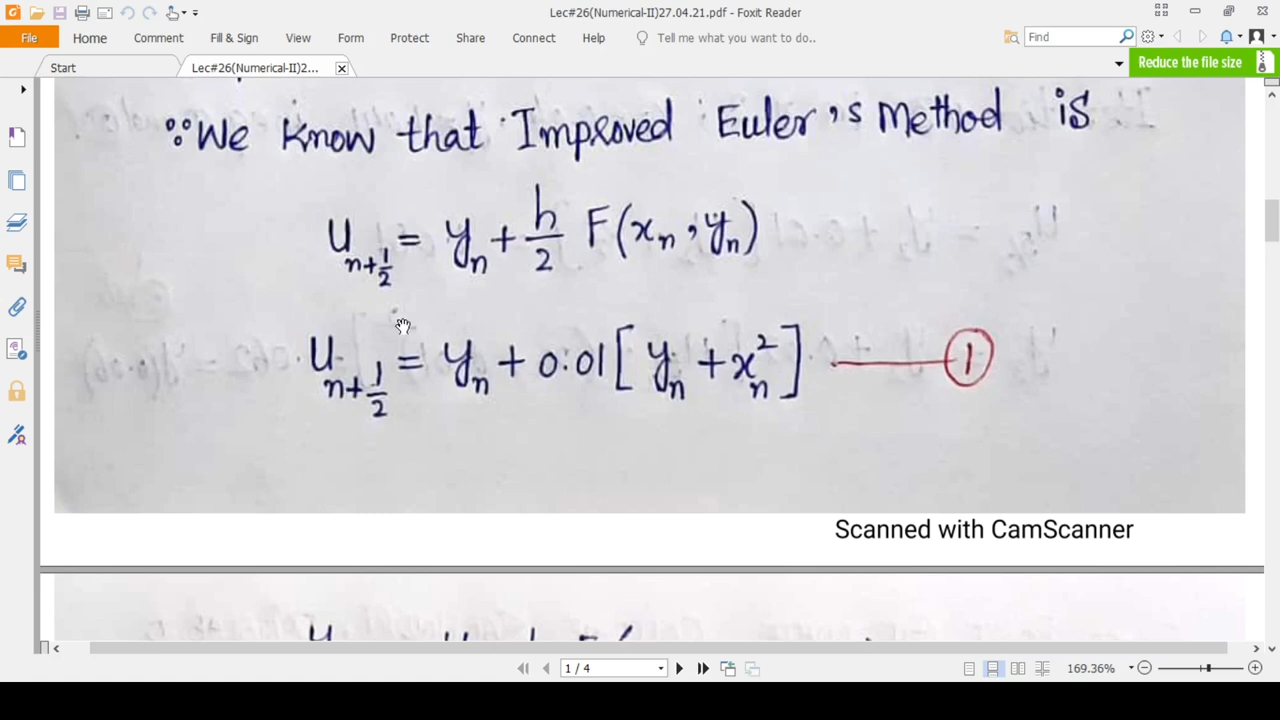 Lec#26(Numerical-II)27.04.21.pdf - Foxit Reader
File Home Comment Fill & Sign View Form Protect Share Connect Help Tell me what you want to do.. Find
Start Lec#26(Numerical-II)2... Reduce the file size
∵We know that Improved Euler's Method is
U_{n+1/2} = y_n + h/2 F(x_n, y_n)
U_{n+1/2} = y_n + 0.01[y_n + x_n^2] — ①
Scanned with CamScanner
1 / 4 169.36%